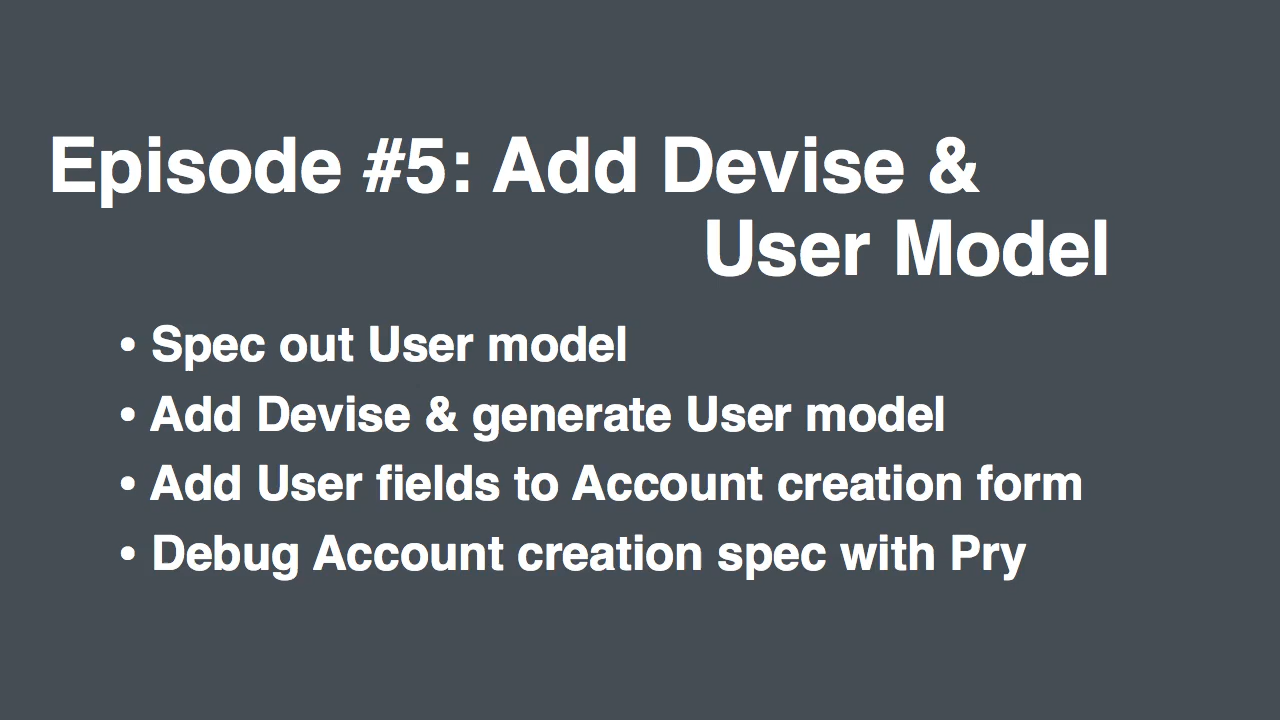 Episode #5: Add Devise &
User Model
• Spec out User model
• Add Devise & generate User model
• Add User fields to Account creation form
• Debug Account creation spec with Pry